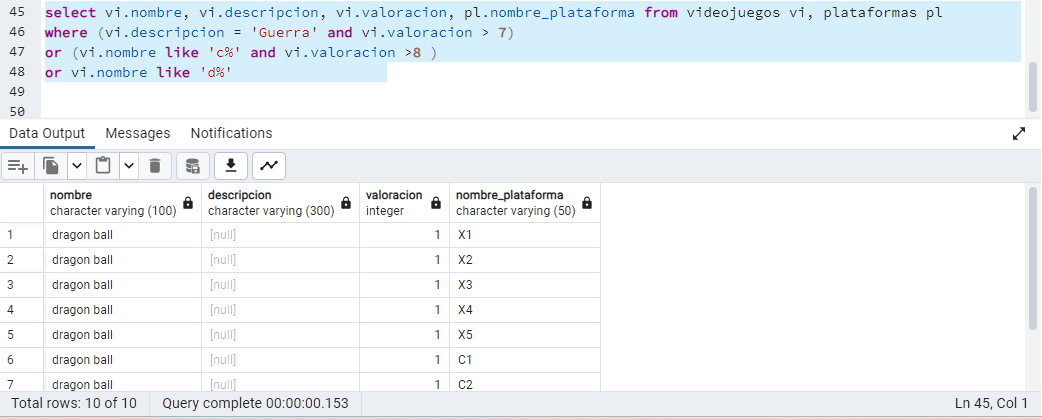 45 select vi.nombre, vi.descripcion, vi.valoracion, pl.nombre_plataforma from videojuegos vi, plataformas pl
46 where (vi.descripcion = 'Guerra' and vi.valoracion > 7)
47 or (vi.nombre like 'c%' and vi.valoracion >8 )
48 or vi.nombre like 'd%'
49
50
Data Output Messages Notifications
nombre descripcion valoracion nombre_plataforma
character varying (100) character varying (300) integer character varying (50)
1 dragon ball [null] 1 X1
2 dragon ball [null] 1 X2
3 dragon ball [null] 1 X3
4 dragon ball [null] 1 X4
5 dragon ball [null] 1 X5
6 dragon ball [null] 1 C1
7 dragon ball [null] 1 C2
Total rows: 10 of 10 Query complete 00:00:00.153 Ln 45, Col 1